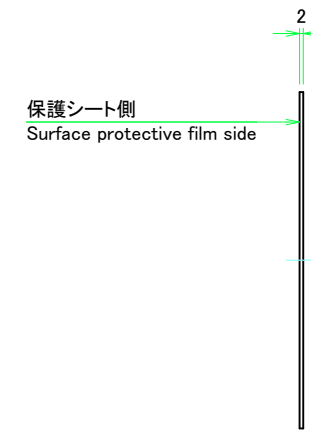 2
保護シート側
Surface protective film side